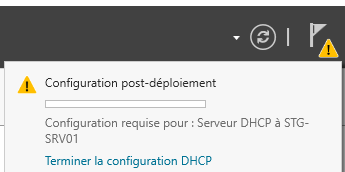 Configuration post-déploiement
Configuration requise pour : Serveur DHCP à STG-
SRV01
Terminer la configuration DHCP